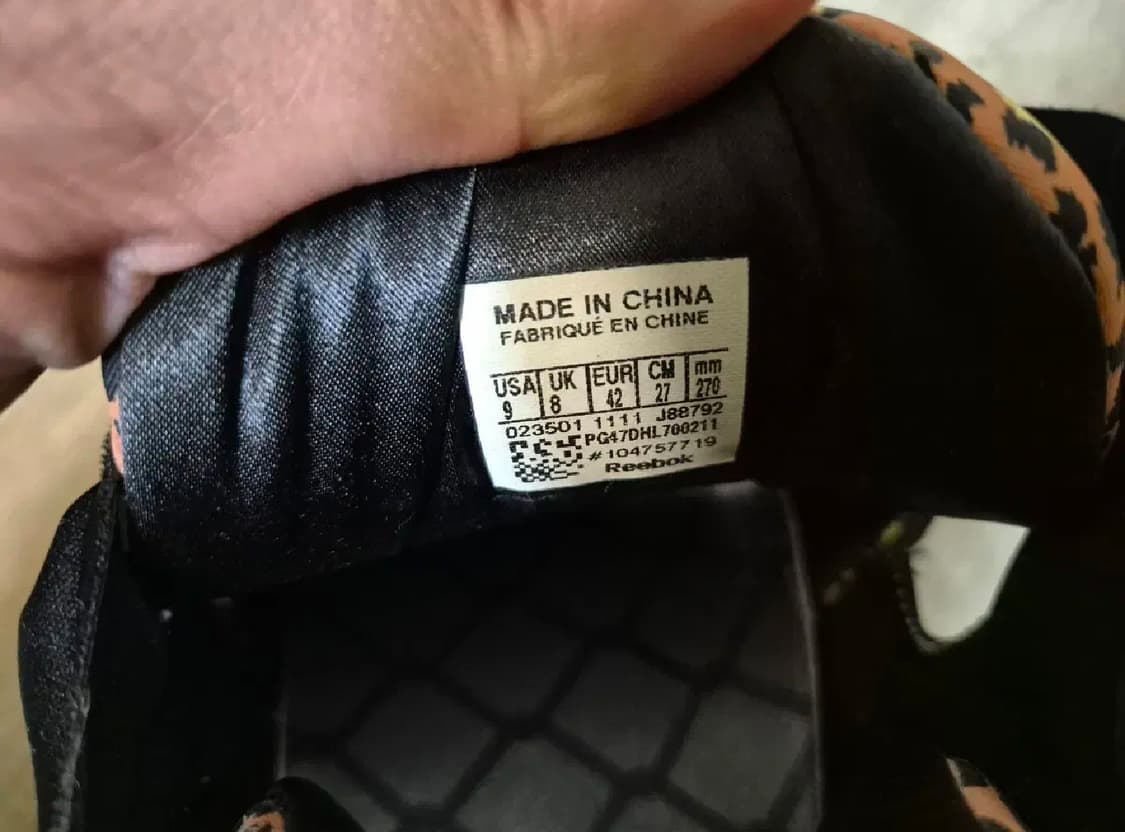 MADE IN CHINA
FABRIQUÉ EN CHINE
USA UK EUR CM mm
9 8 42 27 270
023501 1111 J88792
PG47DHL700211
#104757719
Reebok